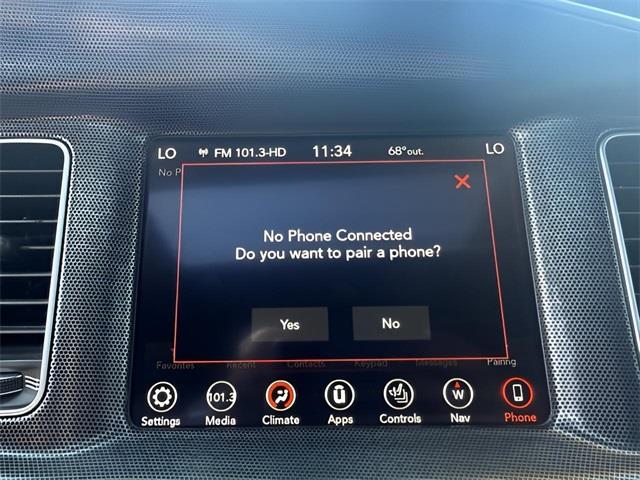 LO FM 101.3-HD 11:34 68°out. LO
No P
No Phone Connected
Do you want to pair a phone?
Yes No
Favorites Recent Contacts Keypad Messages Pairing
101.3 W
Settings Media Climate Apps Controls Nav Phone